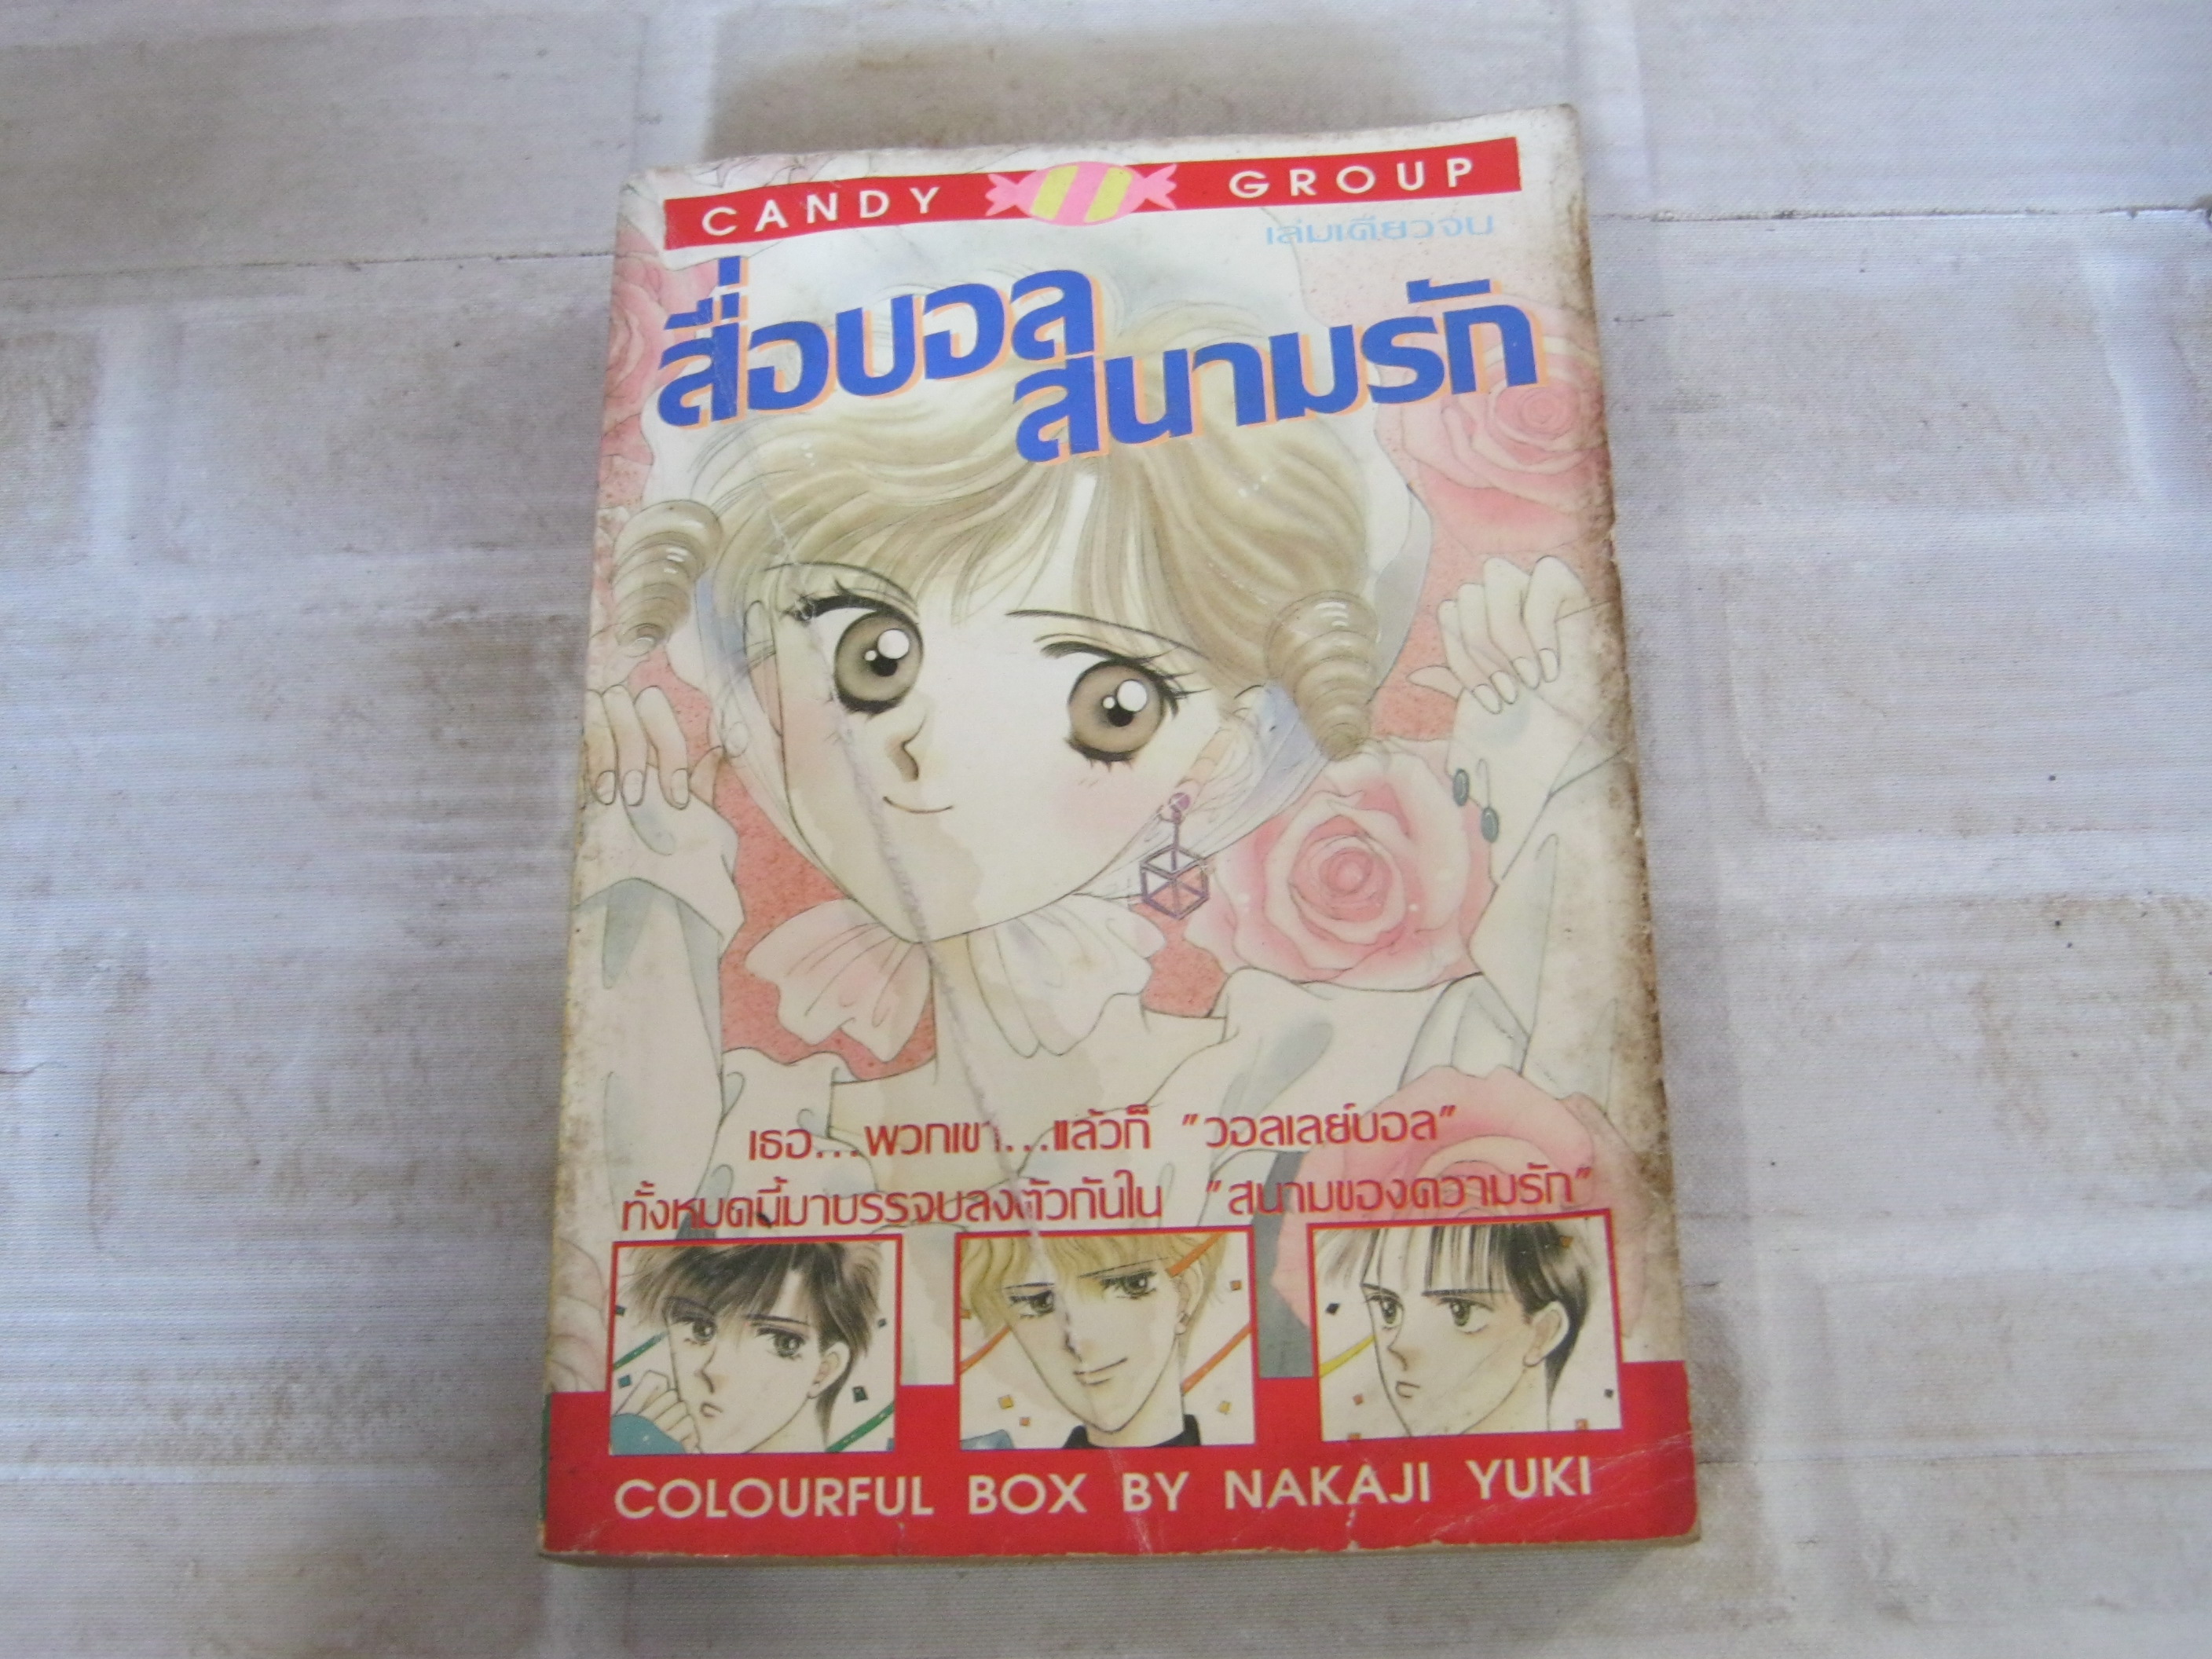 CANDY GROUP
เล่มเดียวจบ
สื่อบอล
สนามรัก
เธอ...พวกเขา...แล้วก็ "วอลเลย์บอล"
ทั้งหมดนี้มาบรรจบลงตัวกันใน "สนามของความรัก"
COLOURFUL BOX BY NAKAJI YUKI